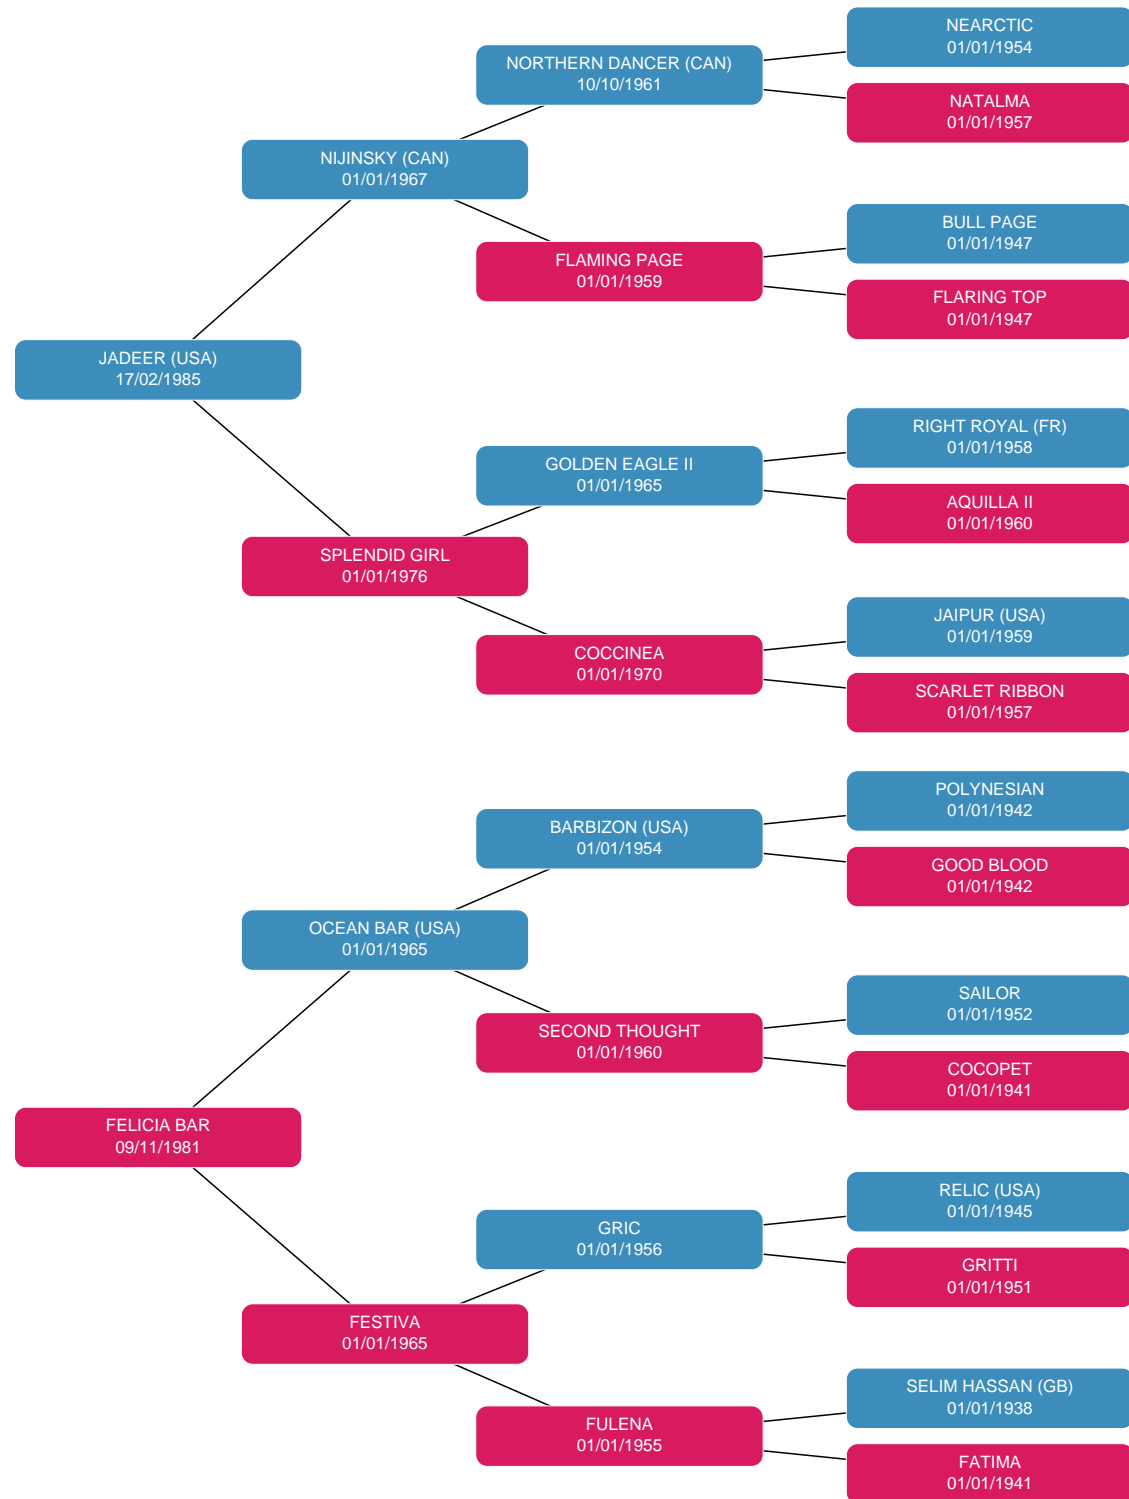 NEARCTIC
01/01/1954
NORTHERN DANCER (CAN)
10/10/1961
NATALMA
01/01/1957
NIJINSKY (CAN)
01/01/1967
BULL PAGE
01/01/1947
FLAMING PAGE
01/01/1959
FLARING TOP
01/01/1947
JADEER (USA)
17/02/1985
RIGHT ROYAL (FR)
01/01/1958
GOLDEN EAGLE II
01/01/1965
AQUILLA II
01/01/1960
SPLENDID GIRL
01/01/1976
JAIPUR (USA)
01/01/1959
COCCINEA
01/01/1970
SCARLET RIBBON
01/01/1957
POLYNESIAN
01/01/1942
BARBIZON (USA)
01/01/1954
GOOD BLOOD
01/01/1942
OCEAN BAR (USA)
01/01/1965
SAILOR
01/01/1952
SECOND THOUGHT
01/01/1960
COCOPET
01/01/1941
FELICIA BAR
09/11/1981
RELIC (USA)
01/01/1945
GRIC
01/01/1956
GRITTI
01/01/1951
FESTIVA
01/01/1965
SELIM HASSAN (GB)
01/01/1938
FULENA
01/01/1955
FATIMA
01/01/1941